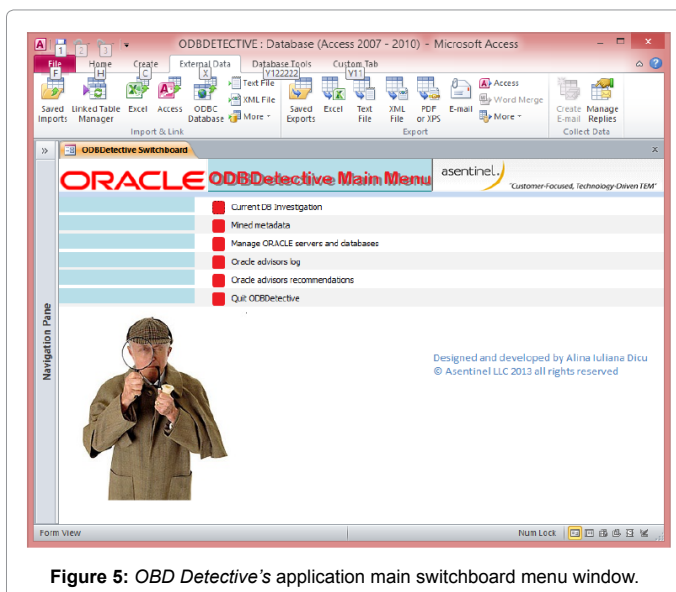 ODBDETECTIVE : Database (Access 2007 - 2010) - Microsoft Access
1 2 3
File Home Create External Data Database Tools Custom Tab
F H C X Y122222 Y11
Saved Imports
Linked Table Manager
Excel
Access
ODBC Database
Text File
XML File
More
Import & Link
Saved Exports
Excel
Text File
XML File
PDF or XPS
E-mail
Access
Word Merge
More
Export
Create E-mail
Manage Replies
Collect Data
ODBDetective Switchboard
ORACLE
ODBDetective Main Menu
asentinel.
"Customer-Focused, Technology-Driven TEM"
Current DB Investigation
Mined metadata
Manage ORACLE servers and databases
Oracle advisors log
Oracle advisors recommendations
Quit ODBDetective
Navigation Pane
Designed and developed by Alina Iuliana Dicu
© Asentinel LLC 2013 all rights reserved
Form View
Num Lock
Figure 5: OBD Detective's application main switchboard menu window.